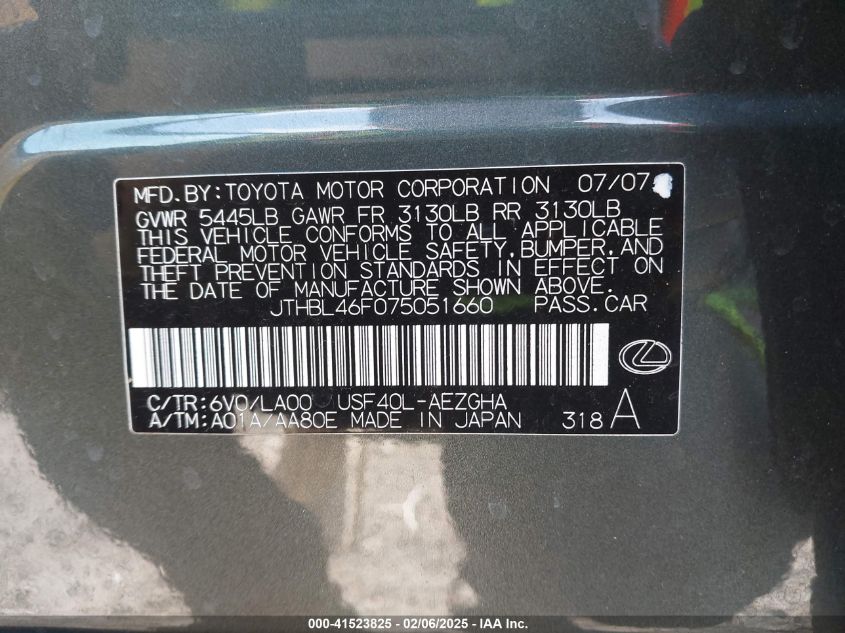 MFD.BY:TOYOTA MOTOR CORPORATION 07/07
GVWR 5445LB GAWR FR 3130LB RR 3130LB
THIS VEHICLE CONFORMS TO ALL APPLICABLE
FEDERAL MOTOR VEHICLE SAFETY,BUMPER,AND
THEFT PREVENTION STANDARDS IN EFFECT ON
THE DATE OF MANUFACTURE SHOWN ABOVE.
JTHBL46F075051660 PASS.CAR
C/TR:6V0/LA00 USF40L-AEZGHA
A/TM:A01A/AA80E MADE IN JAPAN 318 A
000-41523825 - 02/06/2025 - IAA Inc.